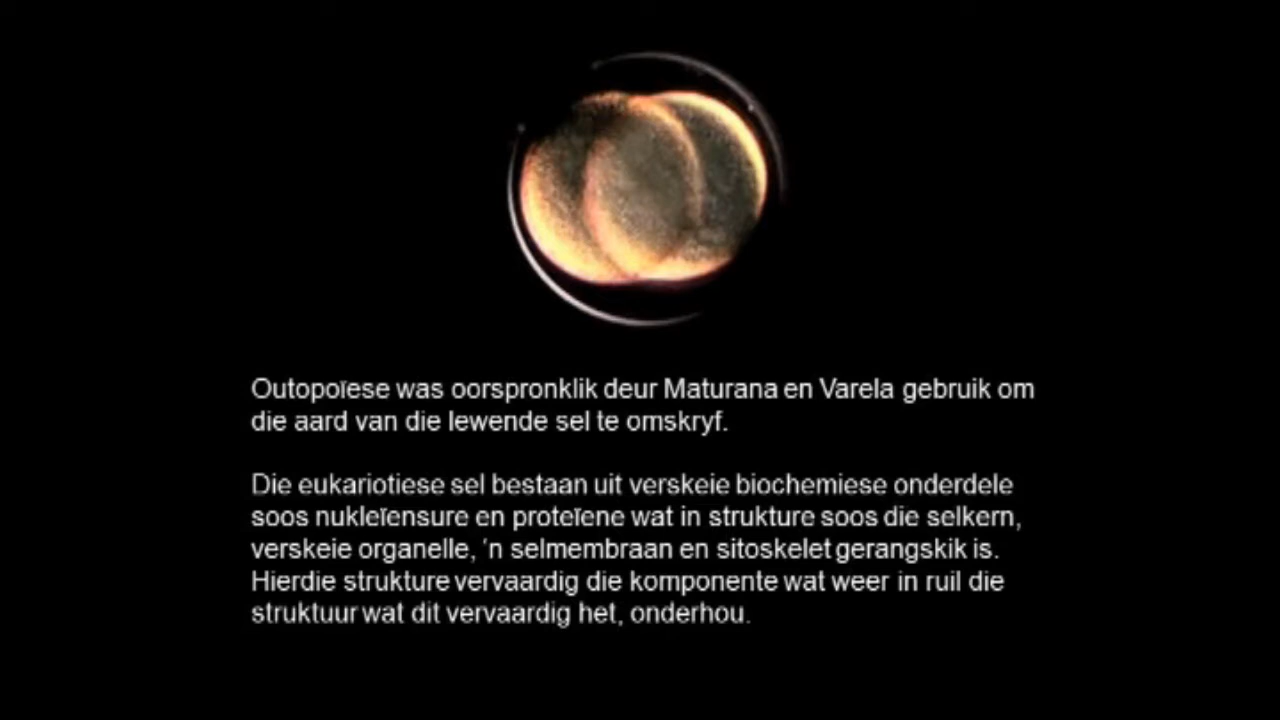 Outopoïese was oorspronklik deur Maturana en Varela gebruik om
die aard van die lewende sel te omskryf.
Die eukariotiese sel bestaan uit verskeie biochemiese onderdele
soos nukleïensure en proteïene wat in strukture soos die selkern,
verskeie organelle, ‘n selmembraan en sitoskelet gerangskik is.
Hierdie strukture vervaardig die komponente wat weer in ruil die
struktuur wat dit vervaardig het, onderhou.